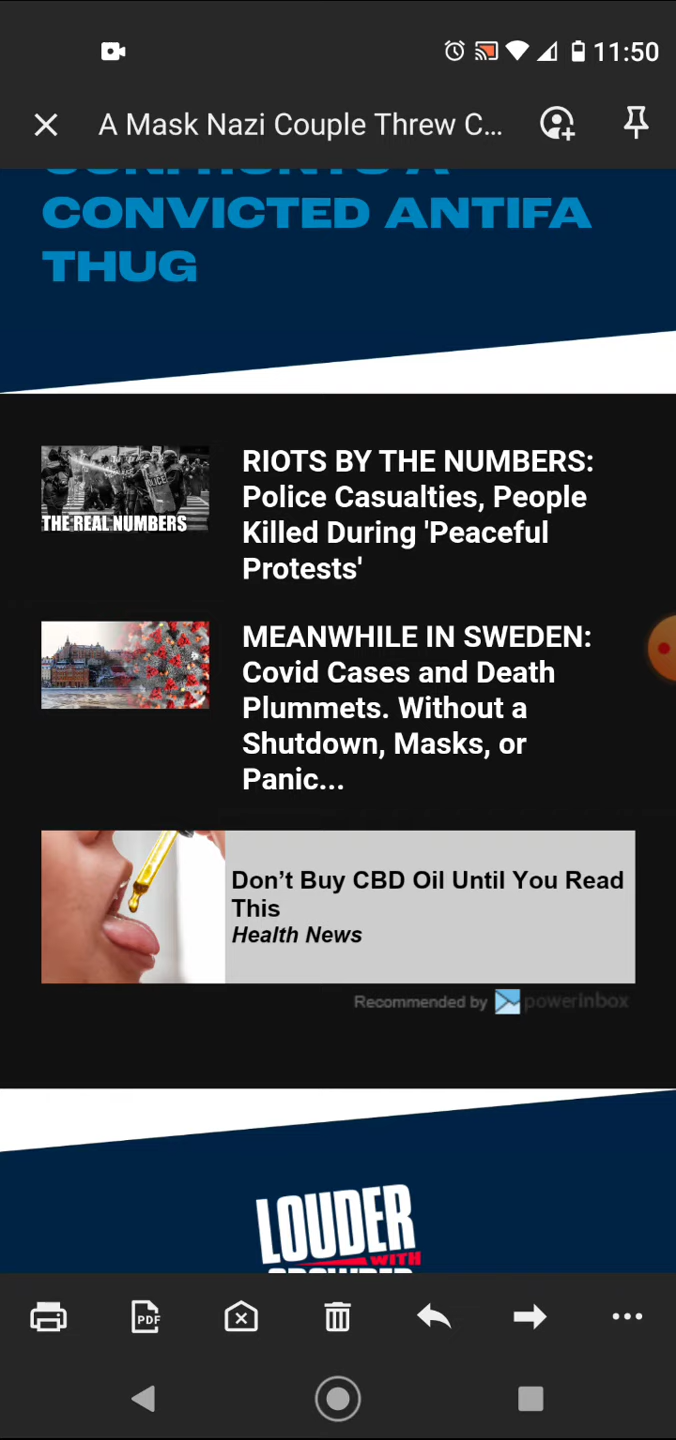 11:50
A Mask Nazi Couple Threw C...
CONVICTED ANTIFA
THUG
THE REAL NUMBERS
RIOTS BY THE NUMBERS:
Police Casualties, People
Killed During 'Peaceful
Protests'
MEANWHILE IN SWEDEN:
Covid Cases and Death
Plummets. Without a
Shutdown, Masks, or
Panic...
Don't Buy CBD Oil Until You Read
This
Health News
Recommended by powerinbox
LOUDER
WITH
PDF